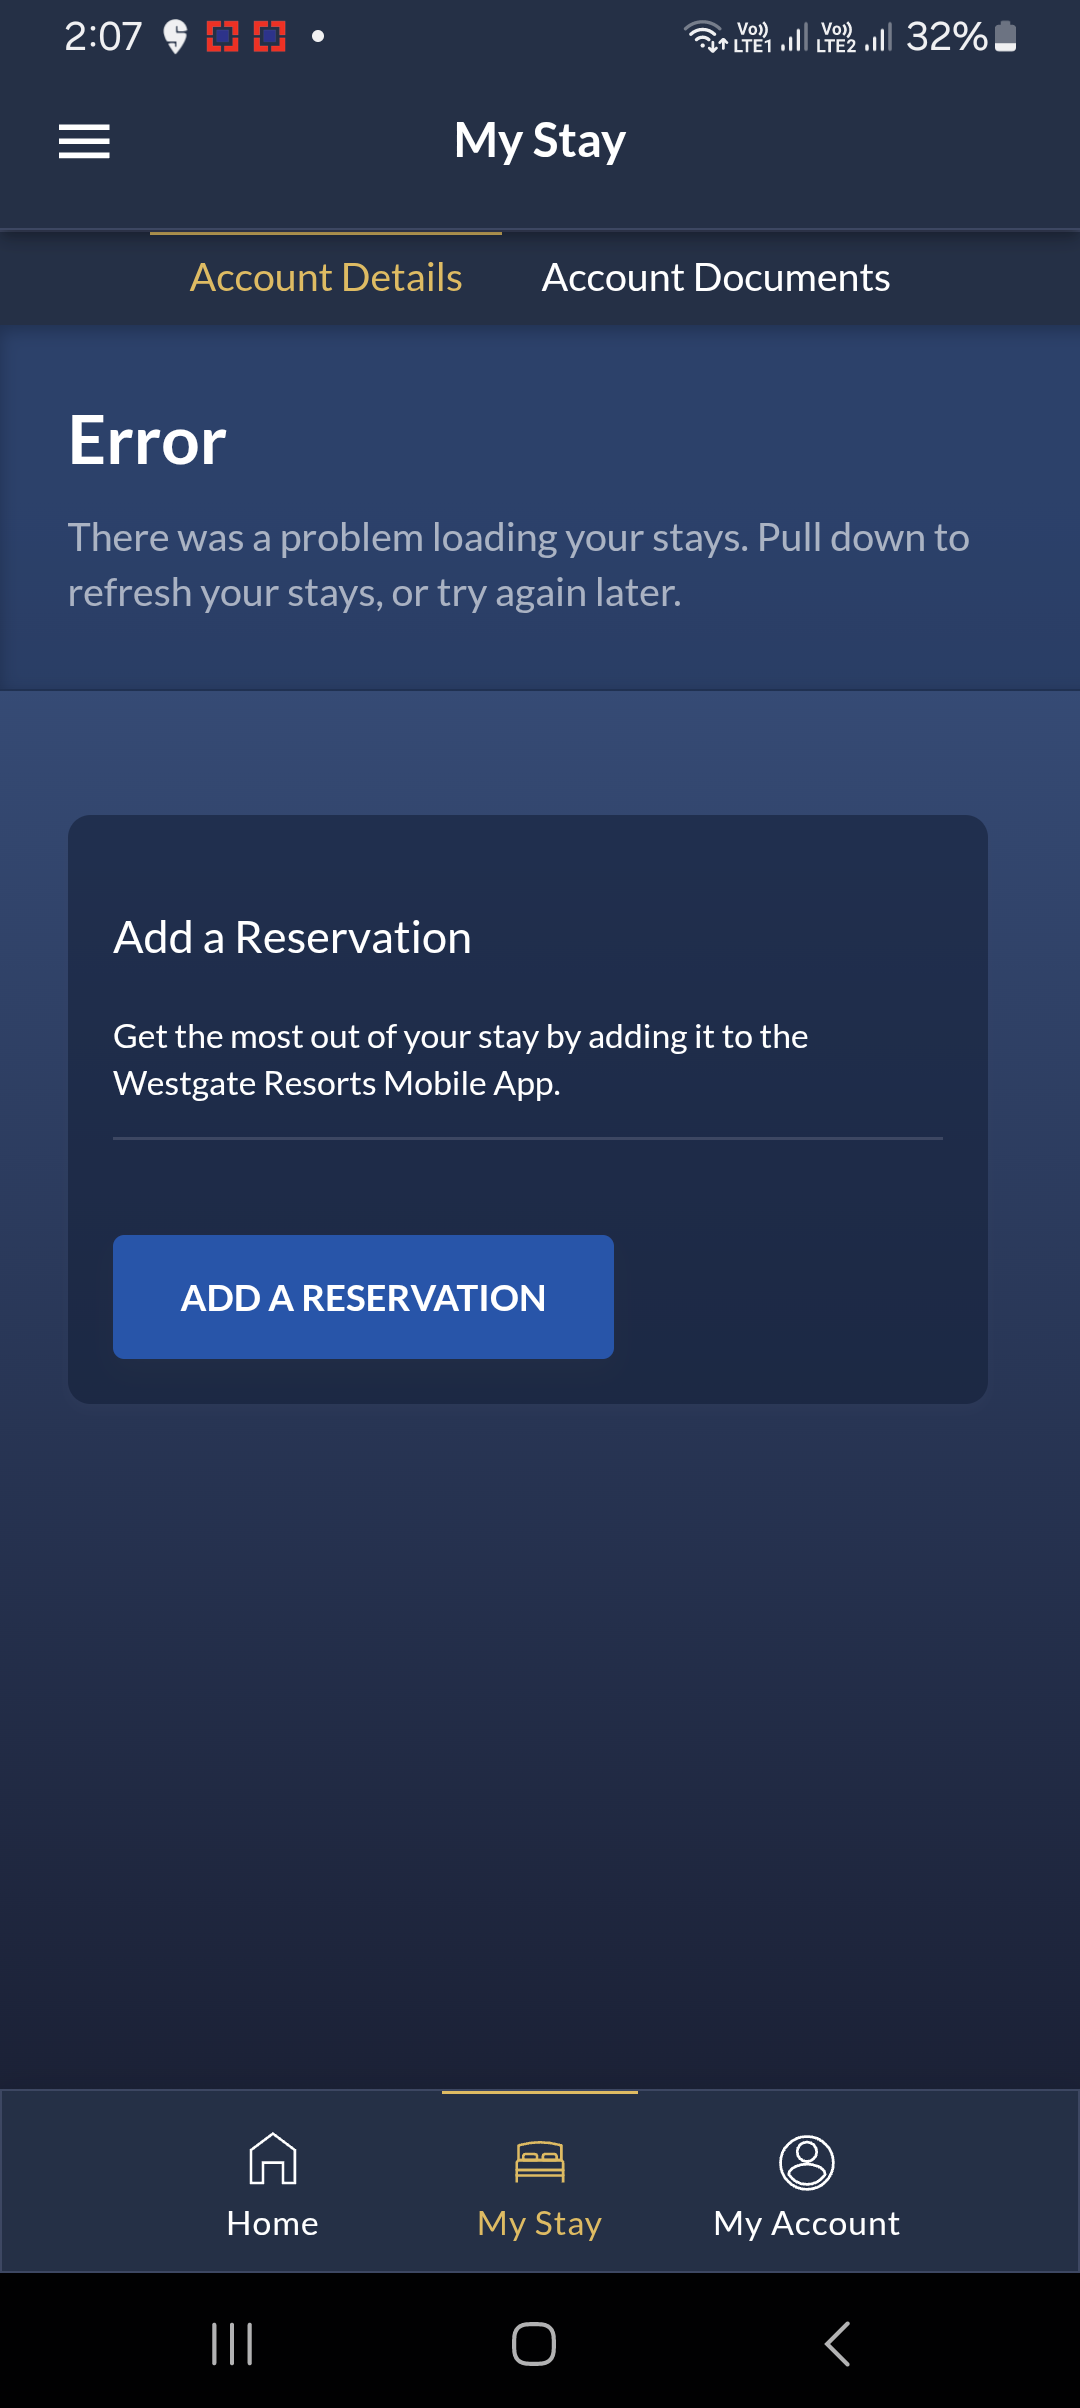 2:07
Vo)) LTE1 Vo)) LTE2 32%
My Stay
Account Details Account Documents
Error
There was a problem loading your stays. Pull down to
refresh your stays, or try again later.
Add a Reservation
Get the most out of your stay by adding it to the
Westgate Resorts Mobile App.
ADD A RESERVATION
Home My Stay My Account